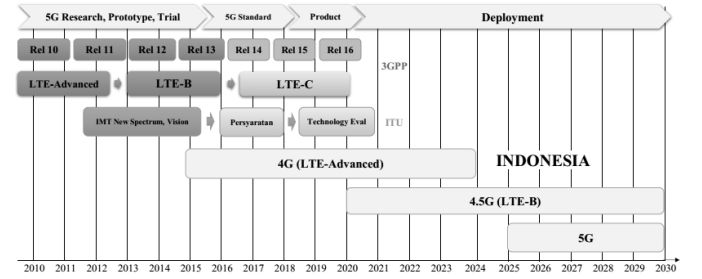 5G Research, Prototype, Trial 5G Standard Product Deployment
Rel 10 Rel 11 Rel 12 Rel 13 Rel 14 Rel 15 Rel 16
3GPP
LTE-Advanced LTE-B LTE-C
IMT New Spectrum, Vision Persyaratan Technology Eval ITU
4G (LTE-Advanced) INDONESIA
4.5G (LTE-B)
5G
2010 2011 2012 2013 2014 2015 2016 2017 2018 2019 2020 2021 2022 2023 2024 2025 2026 2027 2028 2029 2030